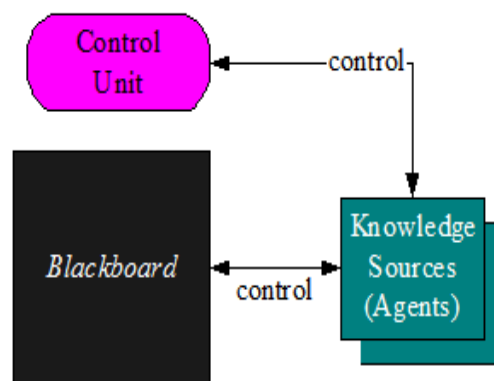 Control
Unit
control
Blackboard
control
Knowledge
Sources
(Agents)